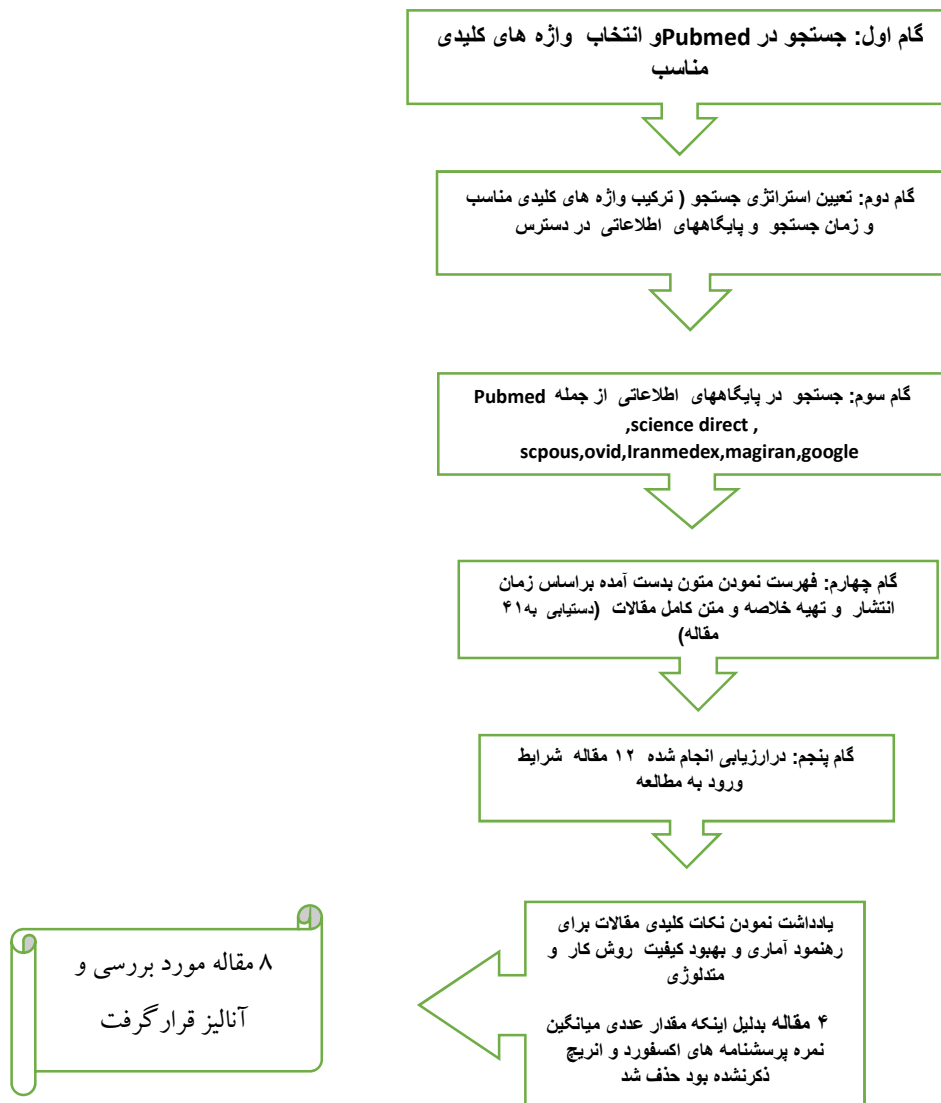 گام اول: جستجو در Pubmedو انتخاب واژه های کلیدی
مناسب
گام دوم: تعیین استراتژی جستجو ( ترکیب واژه های کلیدی مناسب
و زمان جستجو و پایگاههای اطلاعاتی در دسترس
گام سوم: جستجو در پایگاههای اطلاعاتی از جمله Pubmed
,science direct ,
scpous,ovid,Iranmedex,magiran,google
گام چهارم: فهرست نمودن متون بدست آمده براساس زمان
انتشار و تهیه خلاصه و متن کامل مقالات (دستیابی به۴۱
مقاله)
گام پنجم: درارزیابی انجام شده ۱۲ مقاله شرایط
ورود به مطالعه
یادداشت نمودن نکات کلیدی مقالات برای
رهنمود آماری و بهبود کیفیت روش کار و
متدلوژی
۴ مقاله بدلیل اینکه مقدار عددی میانگین
نمره پرسشنامه های اکسفورد و انریچ
ذکرنشده بود حذف شد
۸ مقاله مورد بررسی و
آنالیز قرارگرفت